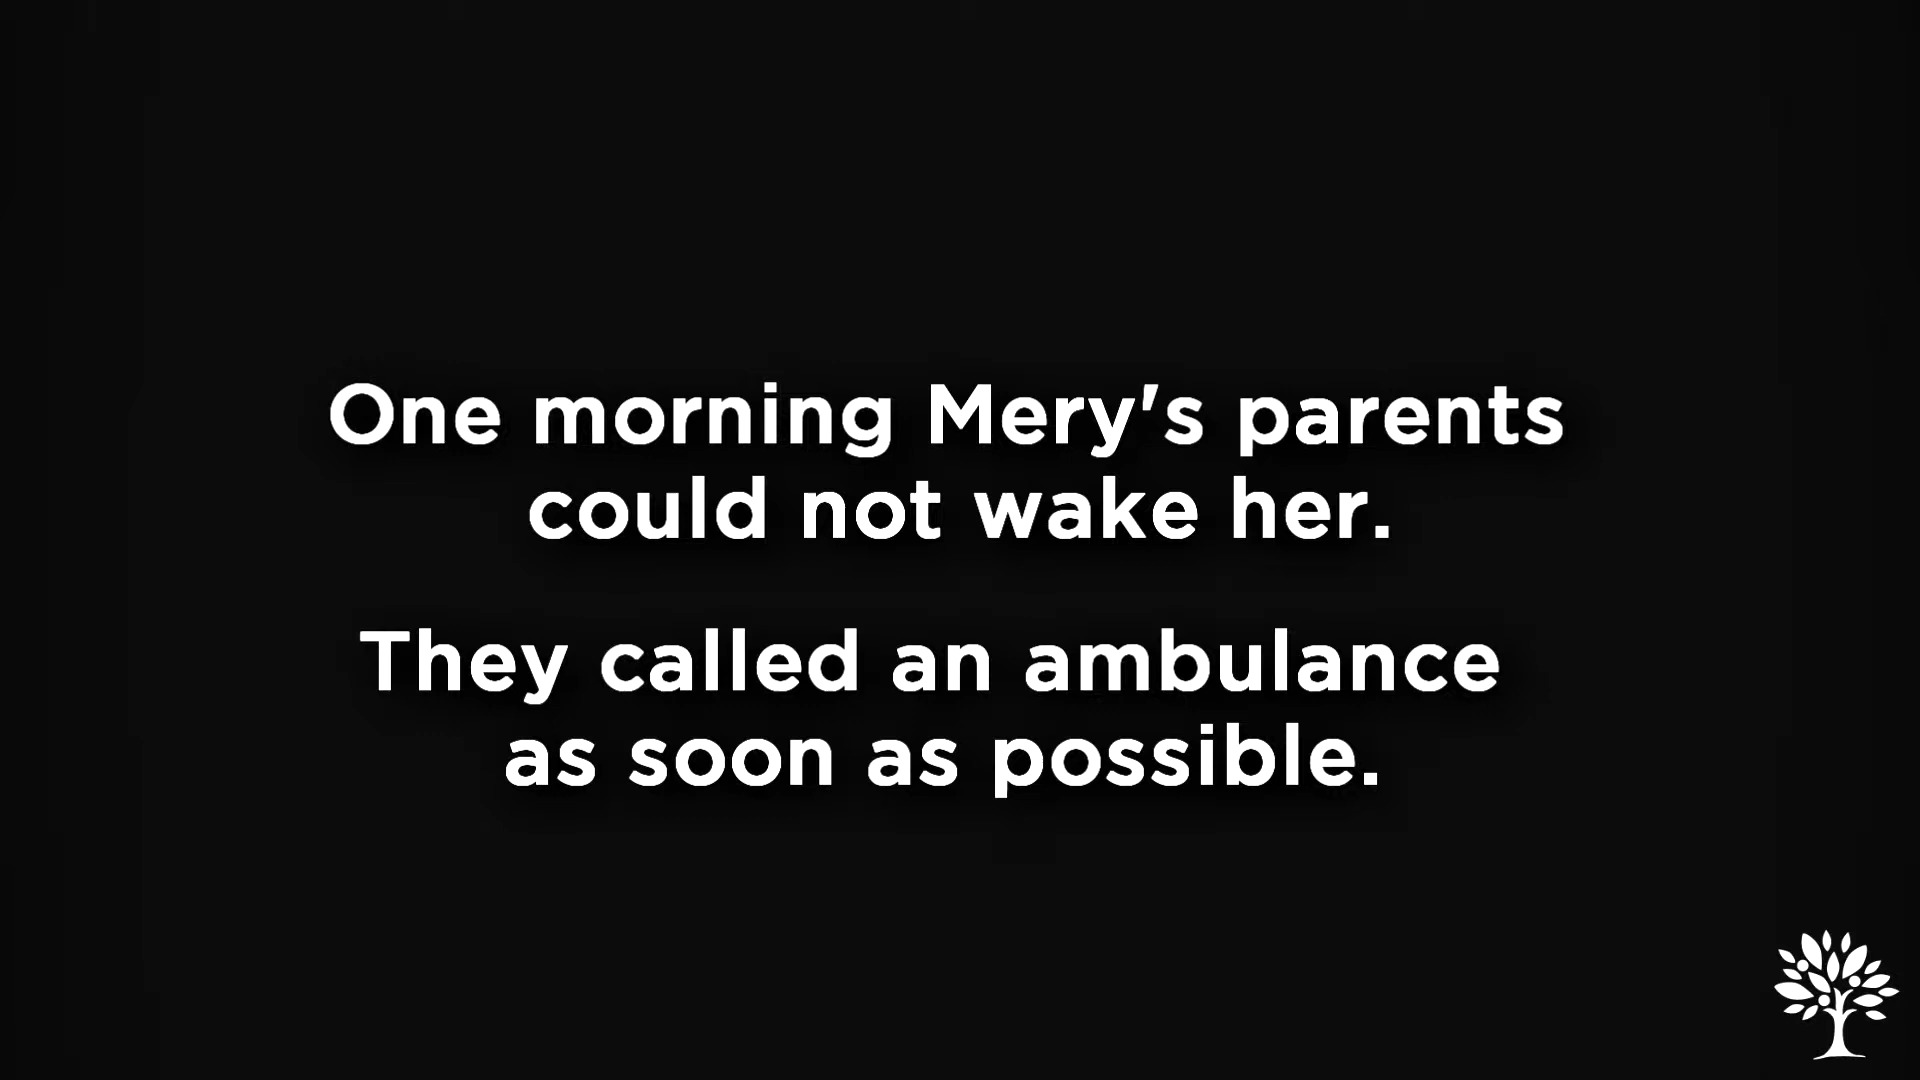 One morning Mery's parents
could not wake her.
They called an ambulance
as soon as possible.